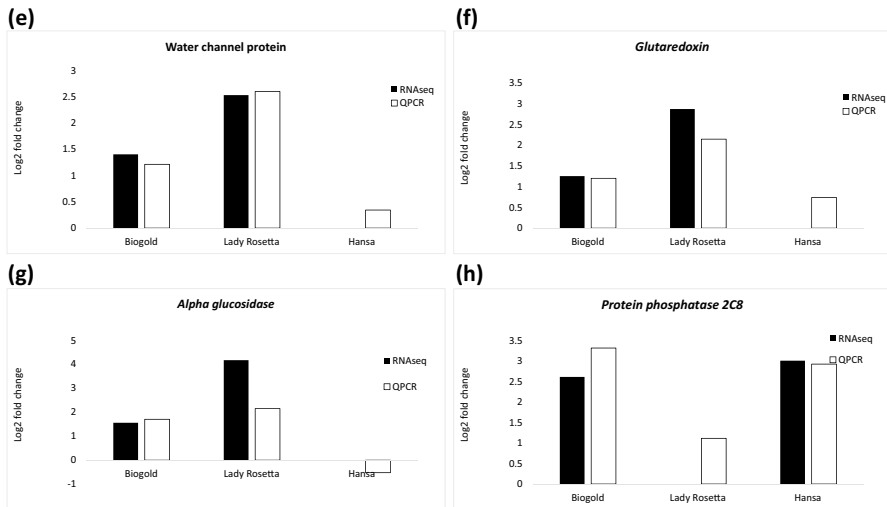 (e)
Water channel protein
3
2.5
2
1.5
1
0.5
0
Log2 fold change
RNAseq
QPCR
Biogold Lady Rosetta Hansa
(f)
Glutaredoxin
3.5
3
2.5
2
1.5
1
0.5
0
Log2 fold change
RNAseq
QPCR
Biogold Lady Rosetta Hansa
(g)
Alpha glucosidase
5
4
3
2
1
0
-1
Log2 fold change
RNAseq
QPCR
Biogold Lady Rosetta Hansa
(h)
Protein phosphatase 2C8
3.5
3
2.5
2
1.5
1
0.5
0
Log2 fold change
RNAseq
QPCR
Biogold Lady Rosetta Hansa